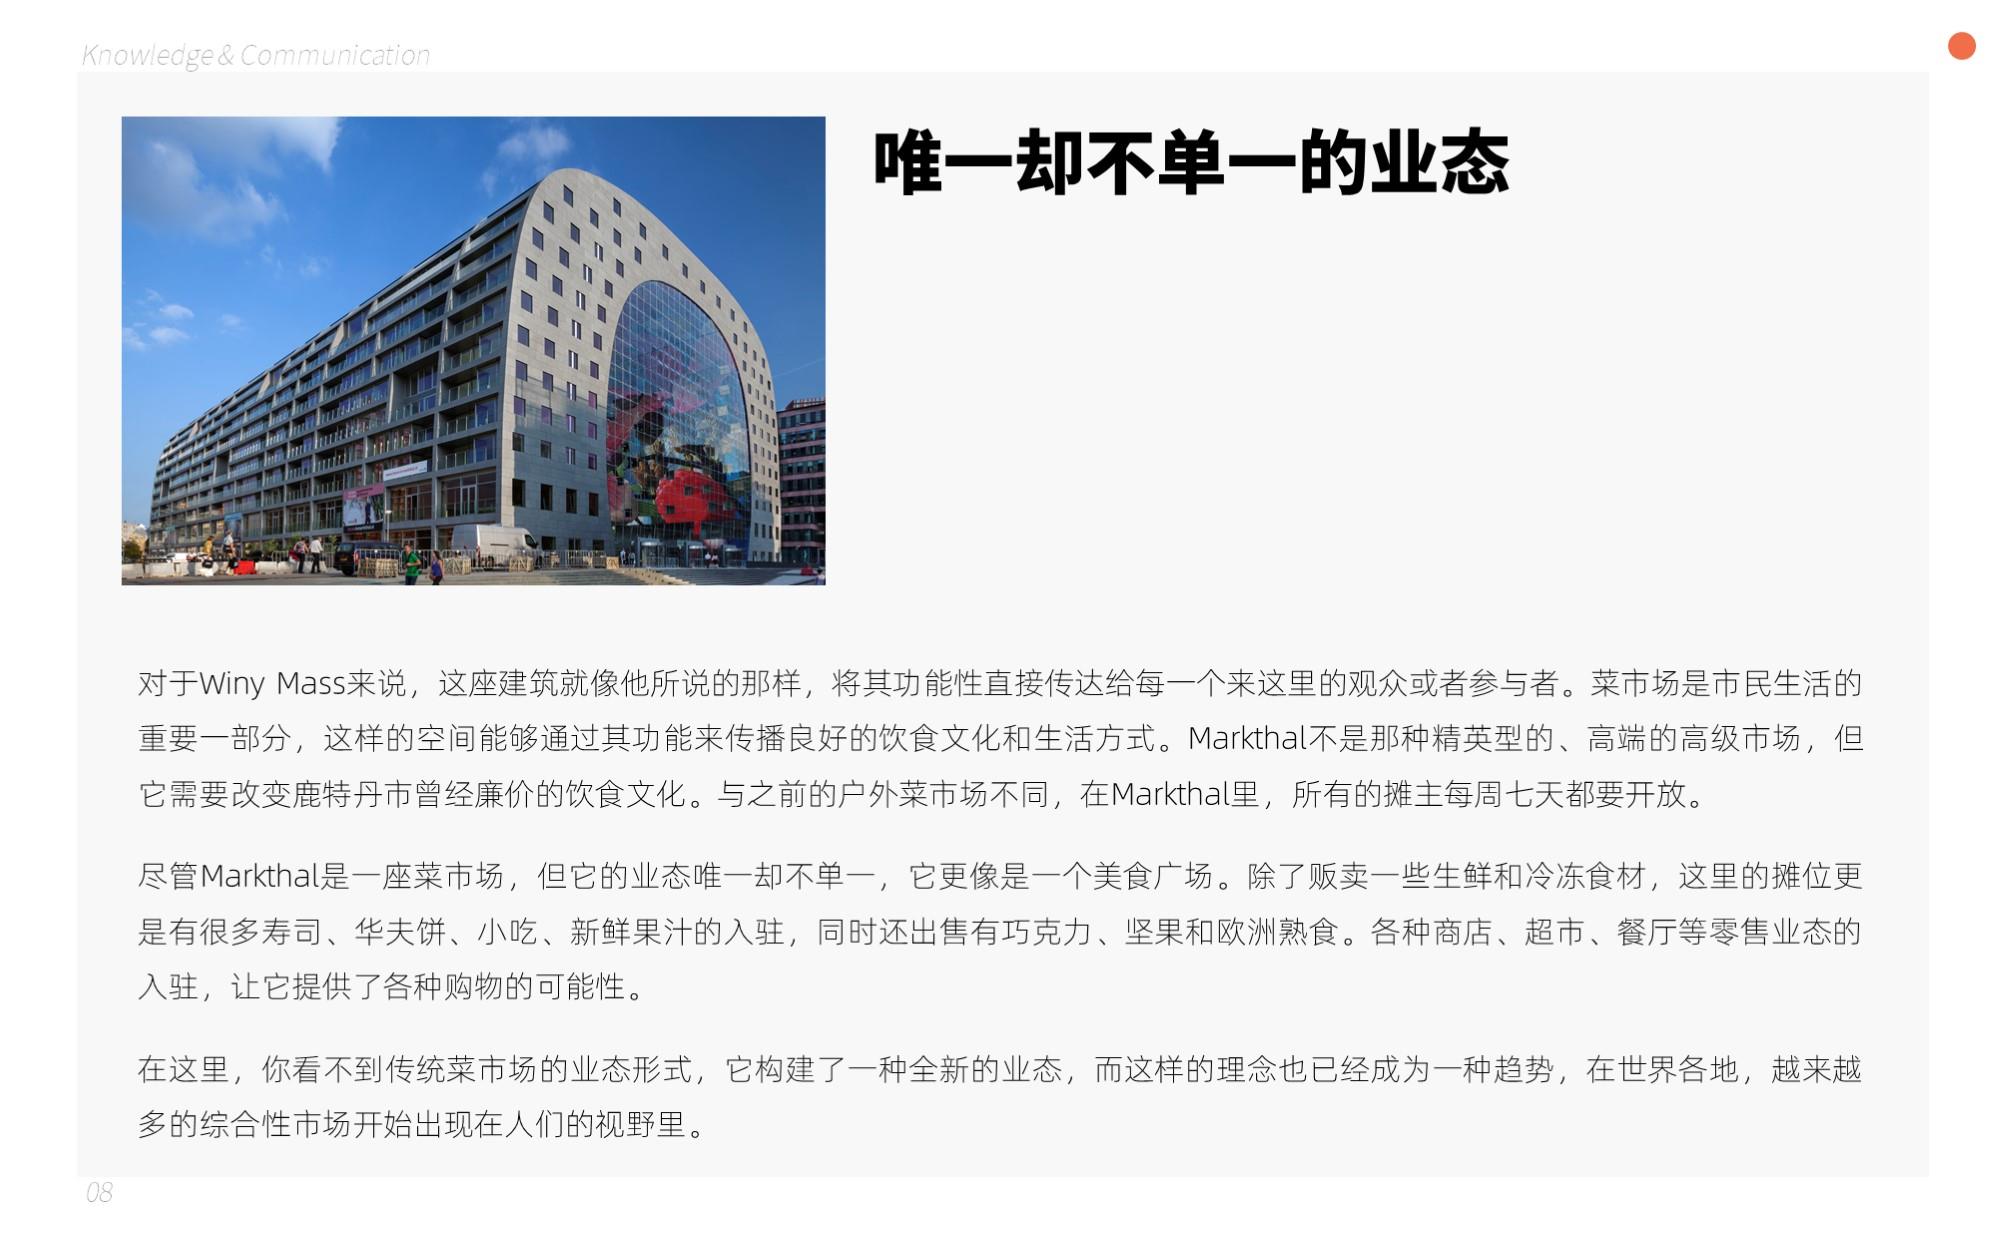 Knowledge & Communication
唯一却不单一的业态
对于Winy Mass来说，这座建筑就像他所说的那样，将其功能性直接传达给每一个来这里的观众或者参与者。菜市场是市民生活的
重要一部分，这样的空间能够通过其功能来传播良好的饮食文化和生活方式。Markthal不是那种精英型的、高端的高级市场，但
它需要改变鹿特丹市曾经廉价的饮食文化。与之前的户外菜市场不同，在Markthal里，所有的摊主每周七天都要开放。
尽管Markthal是一座菜市场，但它的业态唯一却不单一，它更像是一个美食广场。除了贩卖一些生鲜和冷冻食材，这里的摊位更
是有很多寿司、华夫饼、小吃、新鲜果汁的入驻，同时还出售有巧克力、坚果和欧洲熟食。各种商店、超市、餐厅等零售业态的
入驻，让它提供了各种购物的可能性。
在这里，你看不到传统菜市场的业态形式，它构建了一种全新的业态，而这样的理念也已经成为一种趋势，在世界各地，越来越
多的综合性市场开始出现在人们的视野里。
08